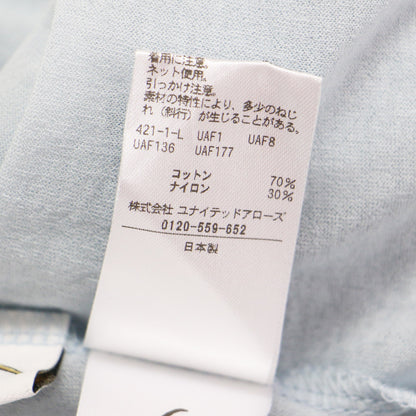 着用に注意。
ネット使用。
引っかけ注意。
素材の特性により、多少のねじ
れ（斜行）が生じることがある。
421-1-L UAF1 UAF8
UAF136 UAF177
コットン 70%
ナイロン 30%
株式会社 ユナイテッドアローズ
0120-559-652
日本製